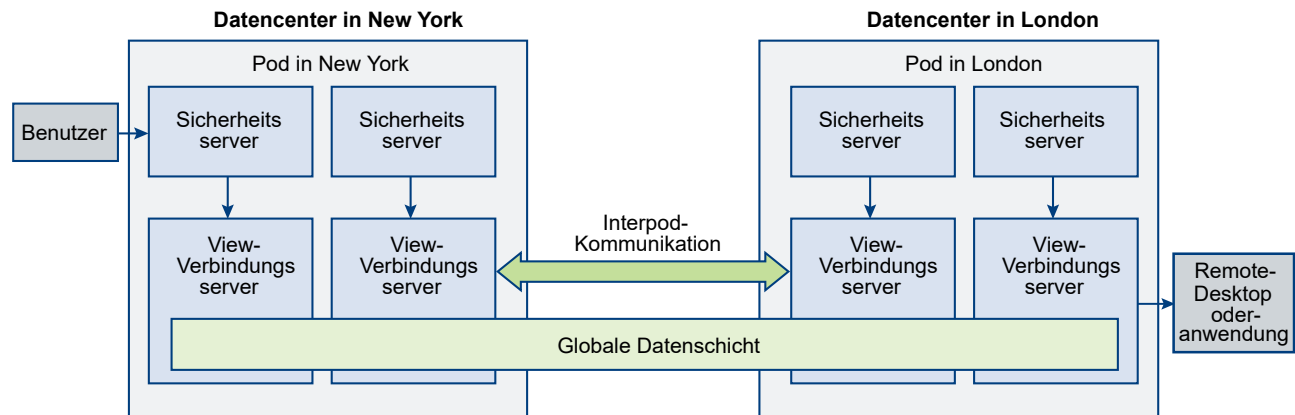 Datencenter in New York
Datencenter in London
Pod in New York
Pod in London
Benutzer
Sicherheits
server
Sicherheits
server
Sicherheits
server
Sicherheits
server
View-
Verbindungs
server
View-
Verbindungs
server
Interpod-
Kommunikation
View-
Verbindungs
server
View-
Verbindungs
server
Remote-
Desktop
oder-
anwendung
Globale Datenschicht